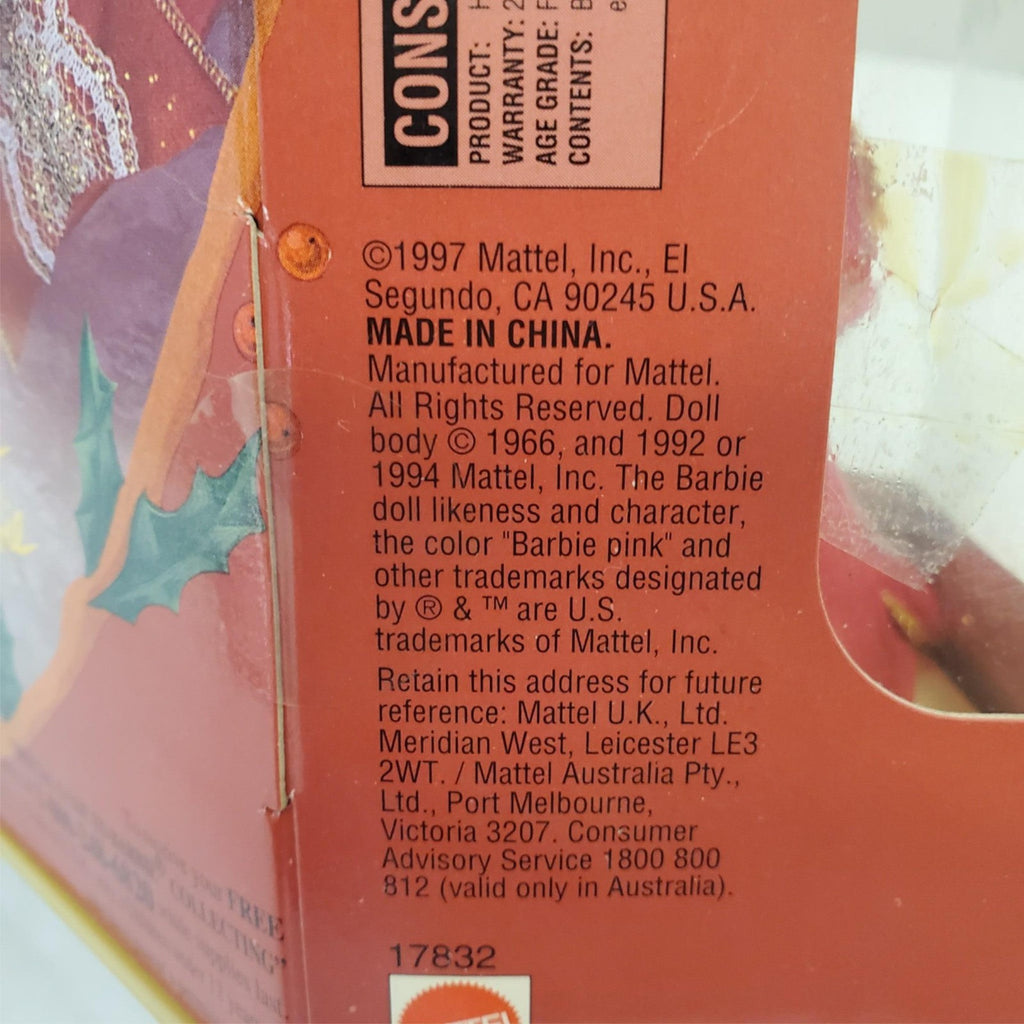 CONS
PRODUCT:
WARRANTY: 2
AGE GRADE:
CONTENTS:
©1997 Mattel, Inc., El
Segundo, CA 90245 U.S.A.
MADE IN CHINA.
Manufactured for Mattel.
All Rights Reserved. Doll
body © 1966, and 1992 or
1994 Mattel, Inc. The Barbie
doll likeness and character,
the color "Barbie pink" and
other trademarks designated
by ® & ™ are U.S.
trademarks of Mattel, Inc.
Retain this address for future
reference: Mattel U.K., Ltd.
Meridian West, Leicester LE3
2WT. / Mattel Australia Pty.,
Ltd., Port Melbourne,
Victoria 3207. Consumer
Advisory Service 1800 800
812 (valid only in Australia).
17832
your FREE
COLLECTING"